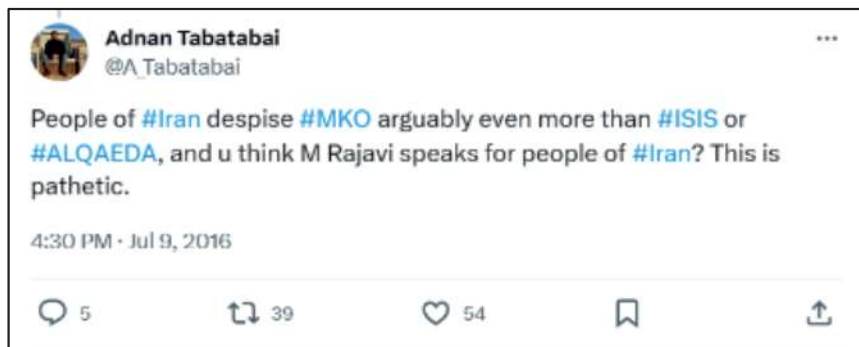 Adnan Tabatabai
@A_Tabatabai
...
People of #Iran despise #MKO arguably even more than #ISIS or
#ALQAEDA, and u think M Rajavi speaks for people of #Iran? This is
pathetic.
4:30 PM · Jul 9, 2016
5 39 54